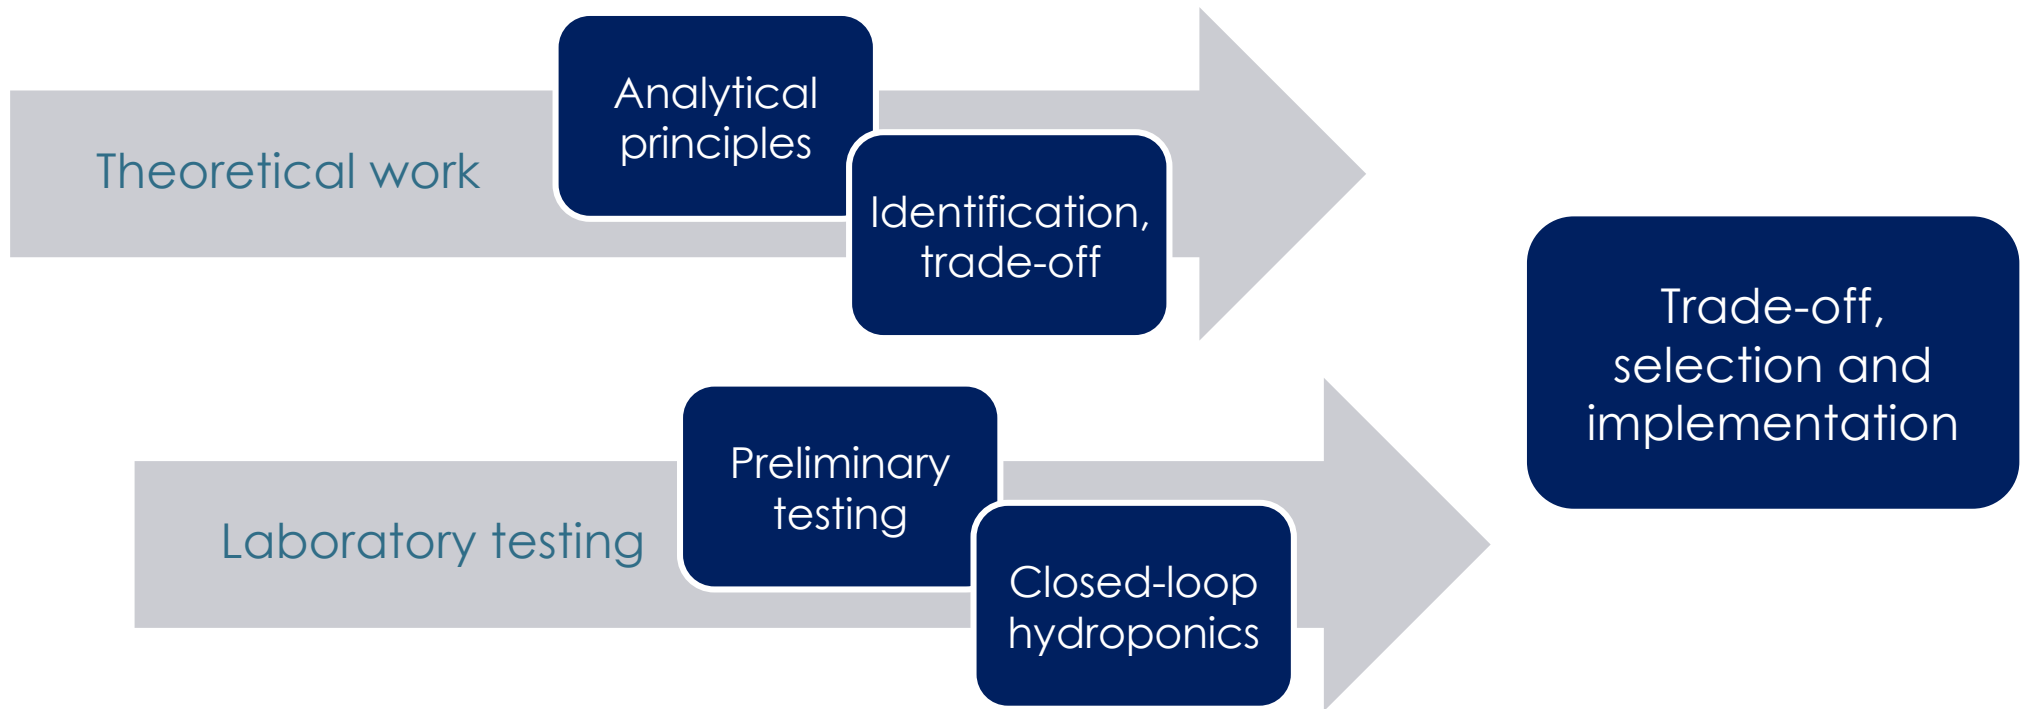 Theoretical work
Analytical
principles
Identification,
trade-off
Laboratory testing
Preliminary
testing
Closed-loop
hydroponics
Trade-off,
selection and
implementation